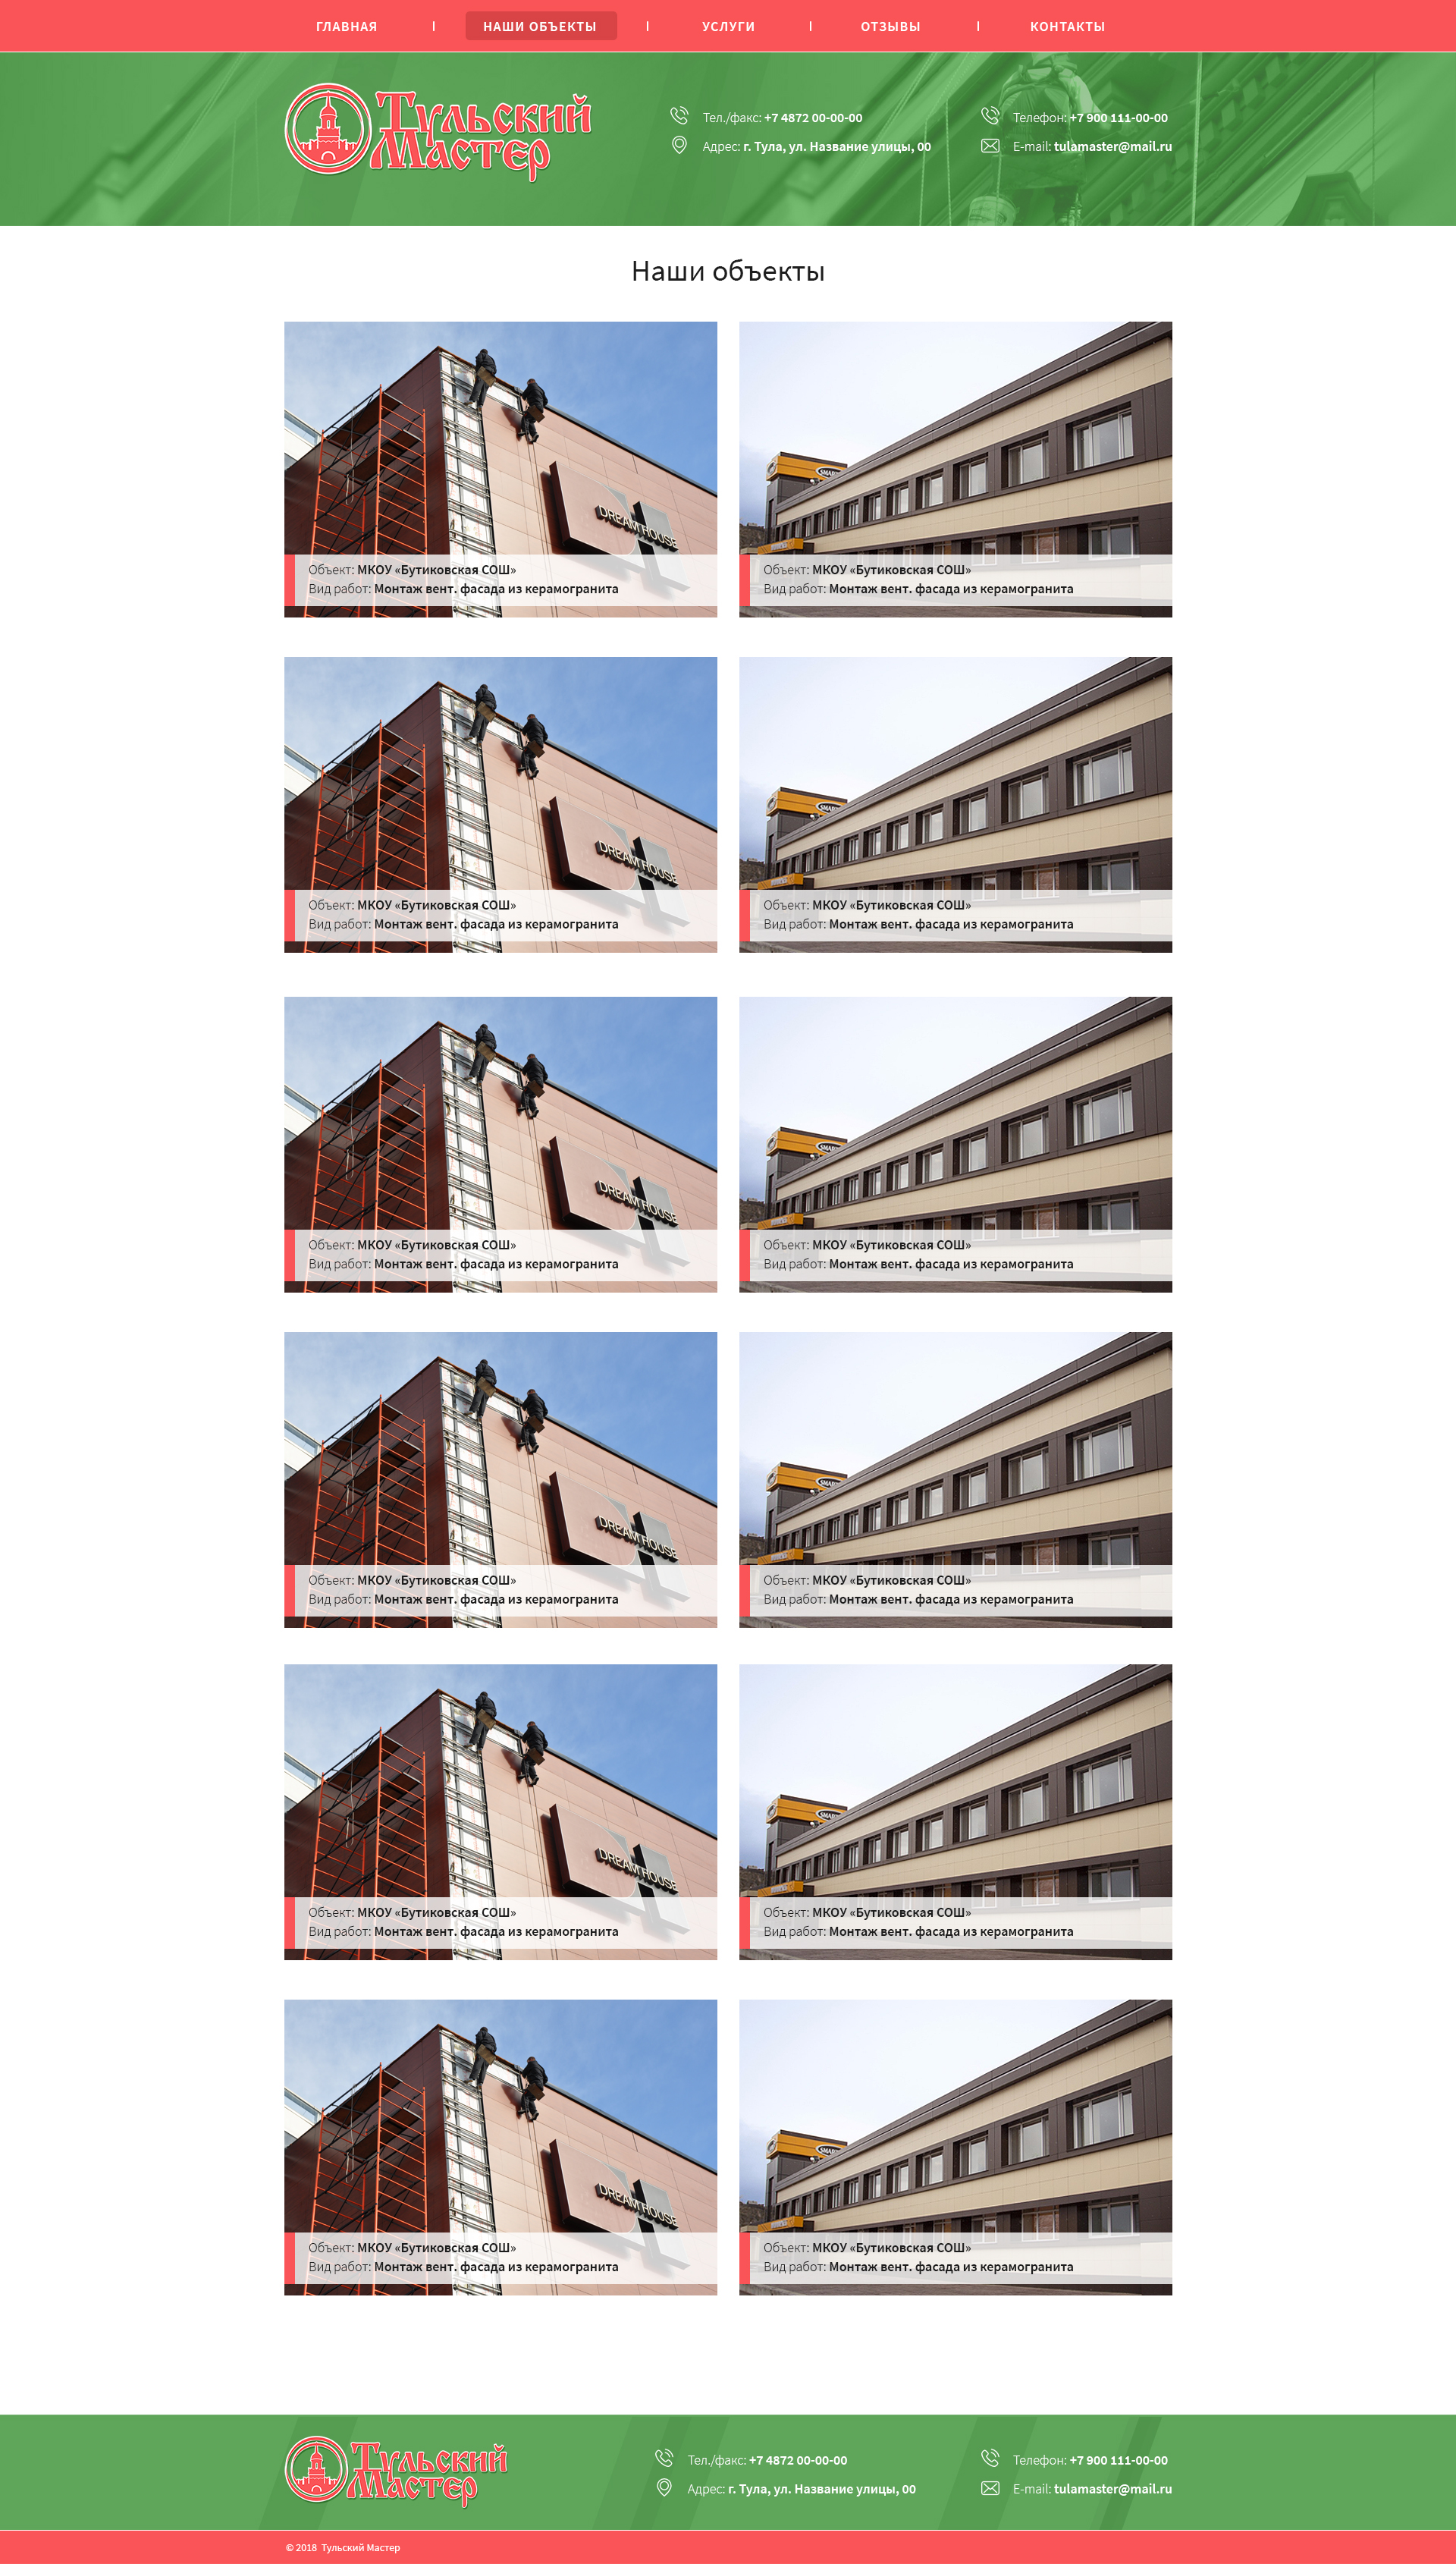 ГЛАВНАЯ | НАШИ ОБЪЕКТЫ | УСЛУГИ | ОТЗЫВЫ | КОНТАКТЫ
Тульский
Мастер
Тел./факс: +7 4872 00-00-00
Адрес: г. Тула, ул. Название улицы, 00
Телефон: +7 900 111-00-00
E-mail: tulamaster@mail.ru
Наши объекты
DREAM HOUSE
Объект: МКОУ «Бутиковская СОШ»
Вид работ: Монтаж вент. фасада из керамогранита
Объект: МКОУ «Бутиковская СОШ»
Вид работ: Монтаж вент. фасада из керамогранита
DREAM HOUSE
Объект: МКОУ «Бутиковская СОШ»
Вид работ: Монтаж вент. фасада из керамогранита
Объект: МКОУ «Бутиковская СОШ»
Вид работ: Монтаж вент. фасада из керамогранита
DREAM HOUSE
Объект: МКОУ «Бутиковская СОШ»
Вид работ: Монтаж вент. фасада из керамогранита
Объект: МКОУ «Бутиковская СОШ»
Вид работ: Монтаж вент. фасада из керамогранита
DREAM HOUSE
Объект: МКОУ «Бутиковская СОШ»
Вид работ: Монтаж вент. фасада из керамогранита
Объект: МКОУ «Бутиковская СОШ»
Вид работ: Монтаж вент. фасада из керамогранита
DREAM HOUSE
Объект: МКОУ «Бутиковская СОШ»
Вид работ: Монтаж вент. фасада из керамогранита
Объект: МКОУ «Бутиковская СОШ»
Вид работ: Монтаж вент. фасада из керамогранита
DREAM HOUSE
Объект: МКОУ «Бутиковская СОШ»
Вид работ: Монтаж вент. фасада из керамогранита
Объект: МКОУ «Бутиковская СОШ»
Вид работ: Монтаж вент. фасада из керамогранита
Тульский
Мастер
Тел./факс: +7 4872 00-00-00
Адрес: г. Тула, ул. Название улицы, 00
Телефон: +7 900 111-00-00
E-mail: tulamaster@mail.ru
© 2018 Тульский Мастер